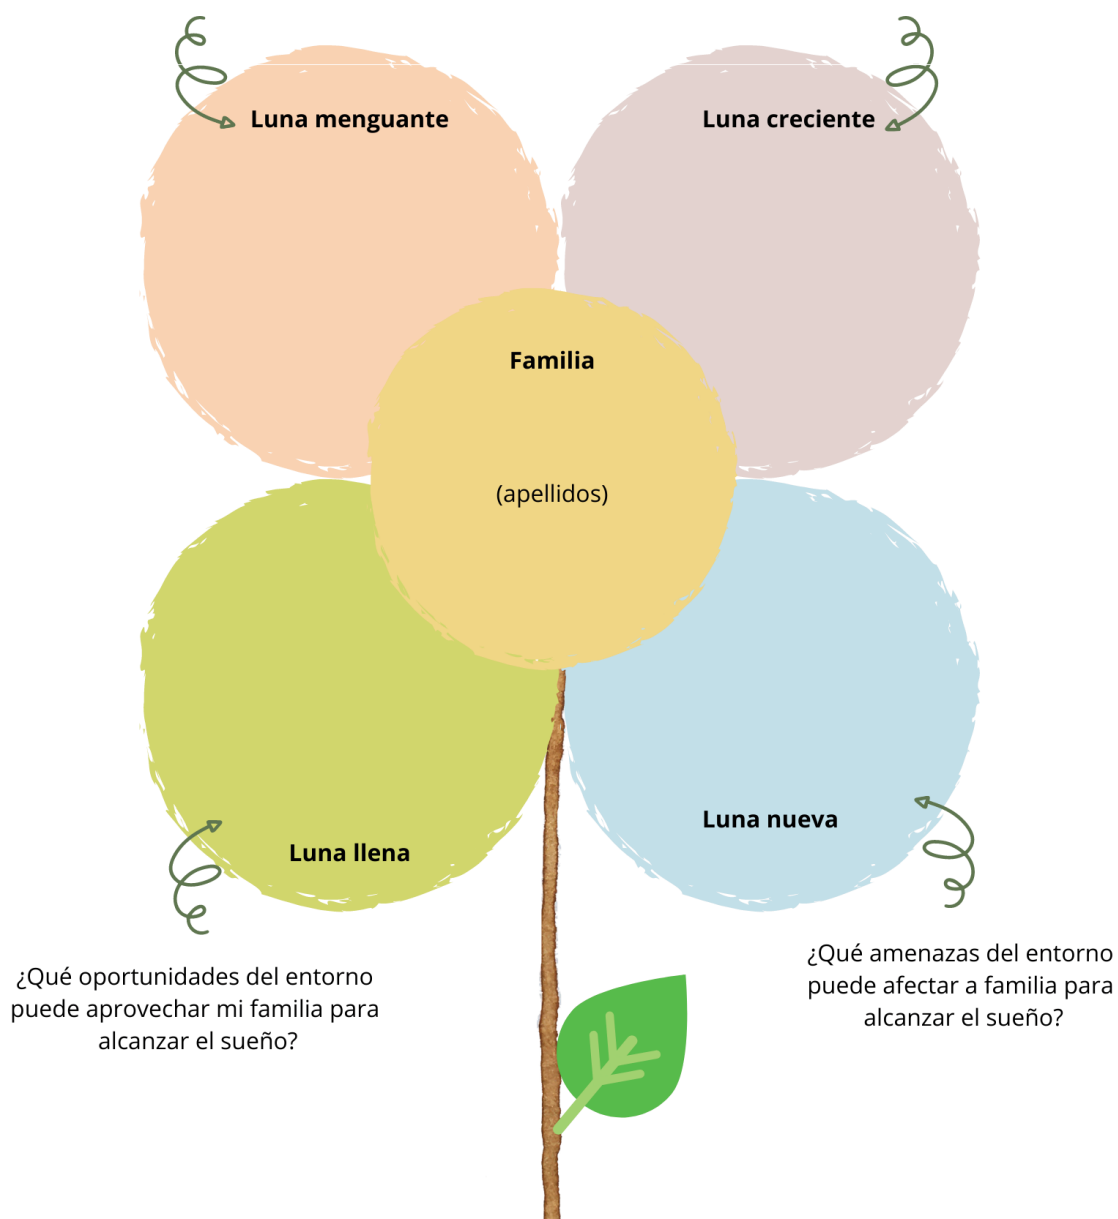 Luna menguante
Luna creciente
Familia
(apellidos)
Luna nueva
Luna llena
¿Qué oportunidades del entorno
puede aprovechar mi familia para
alcanzar el sueño?
¿Qué amenazas del entorno
puede afectar a familia para
alcanzar el sueño?